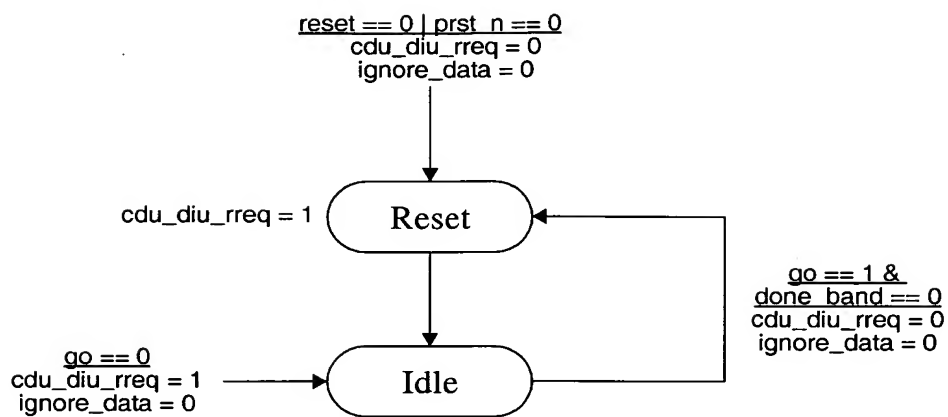 reset == 0 | prst_n == 0
cdu_diu_rreq = 0
ignore_data = 0
cdu_diu_rreq = 1
Reset
go == 1 &
done_band == 0
cdu_diu_rreq = 0
ignore_data = 0
go == 0
cdu_diu_rreq = 1
ignore_data = 0
Idle